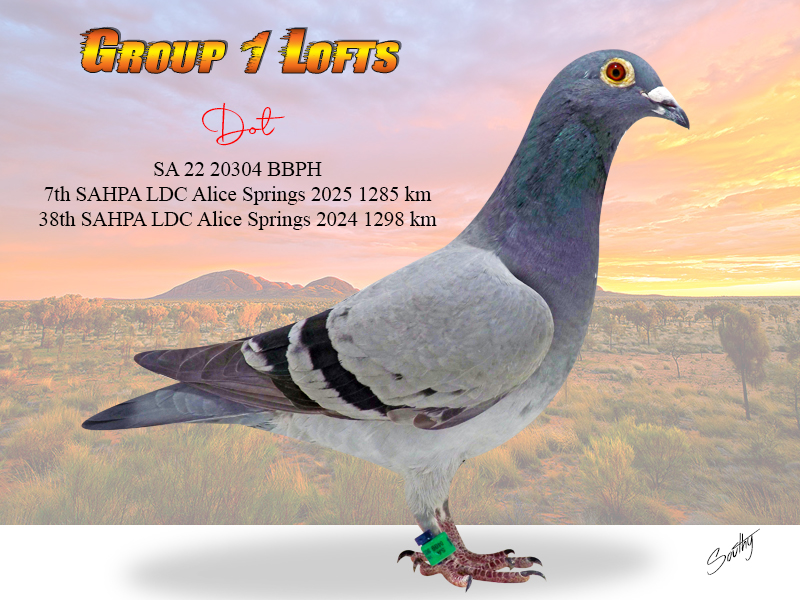 Group 1 Lofts
Dot
SA 22 20304 BBPH
7th SAHPA LDC Alice Springs 2025 1285 km
38th SAHPA LDC Alice Springs 2024 1298 km
Southy